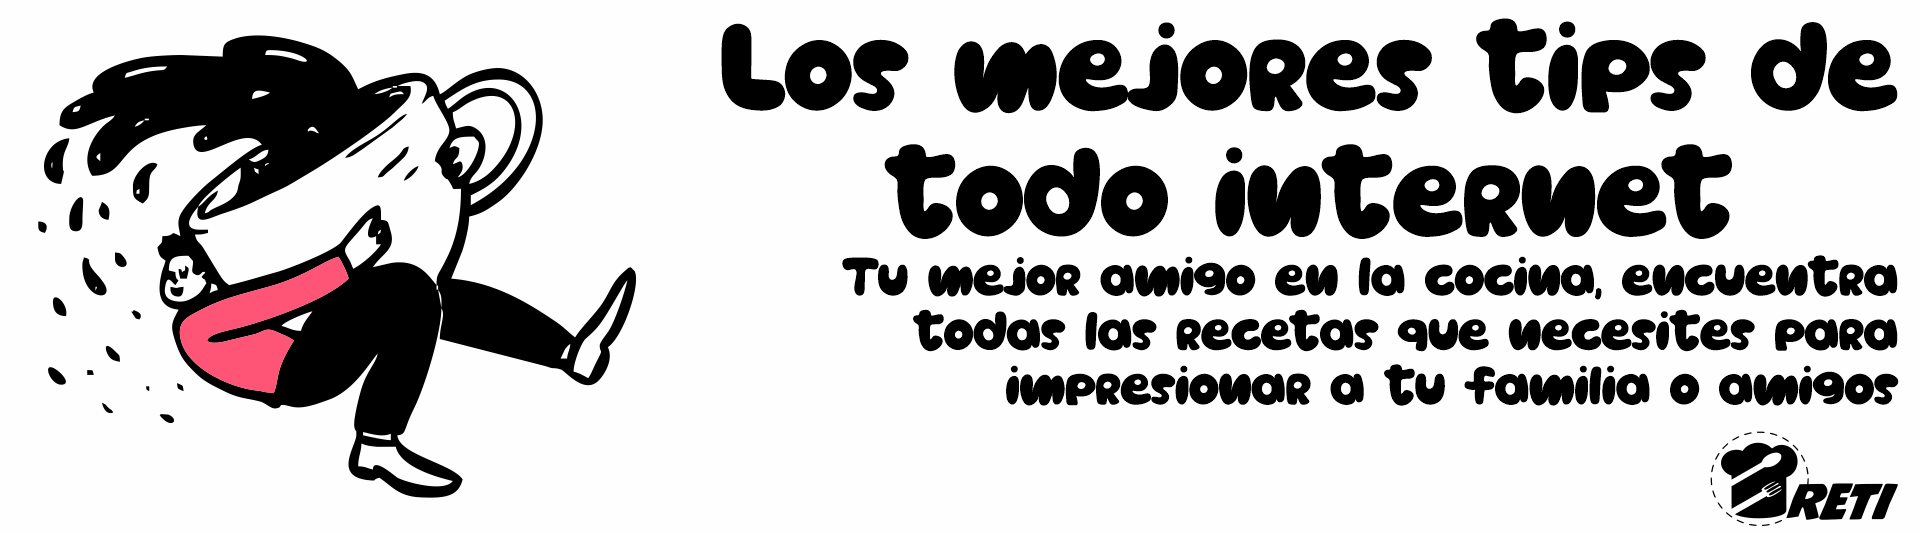 Los mejores tips de
todo internet
Tu mejor amigo en la cocina, encuentra
todas las recetas que necesites para
impresionar a tu familia o amigos
RETI